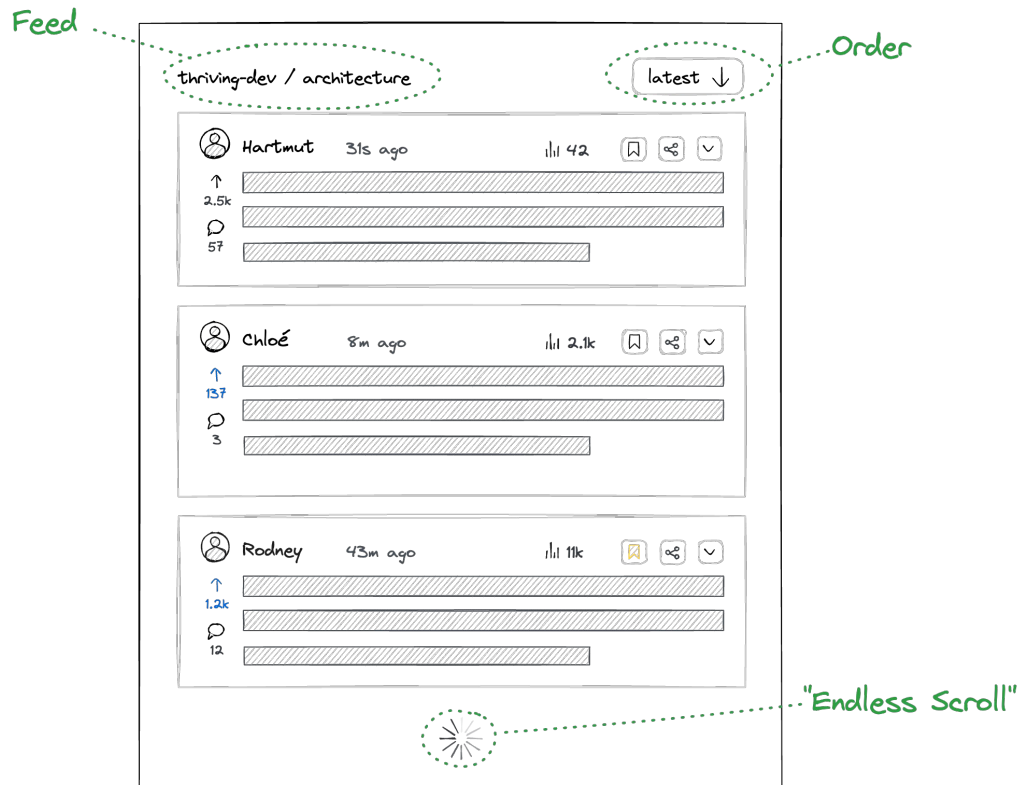 Feed
Order
thriving-dev / architecture
latest
Hartmut 31s ago 42
2.5k
57
Chloé 8m ago 2.1k
137
3
Rodney 43m ago 11k
1.2k
12
"Endless Scroll"